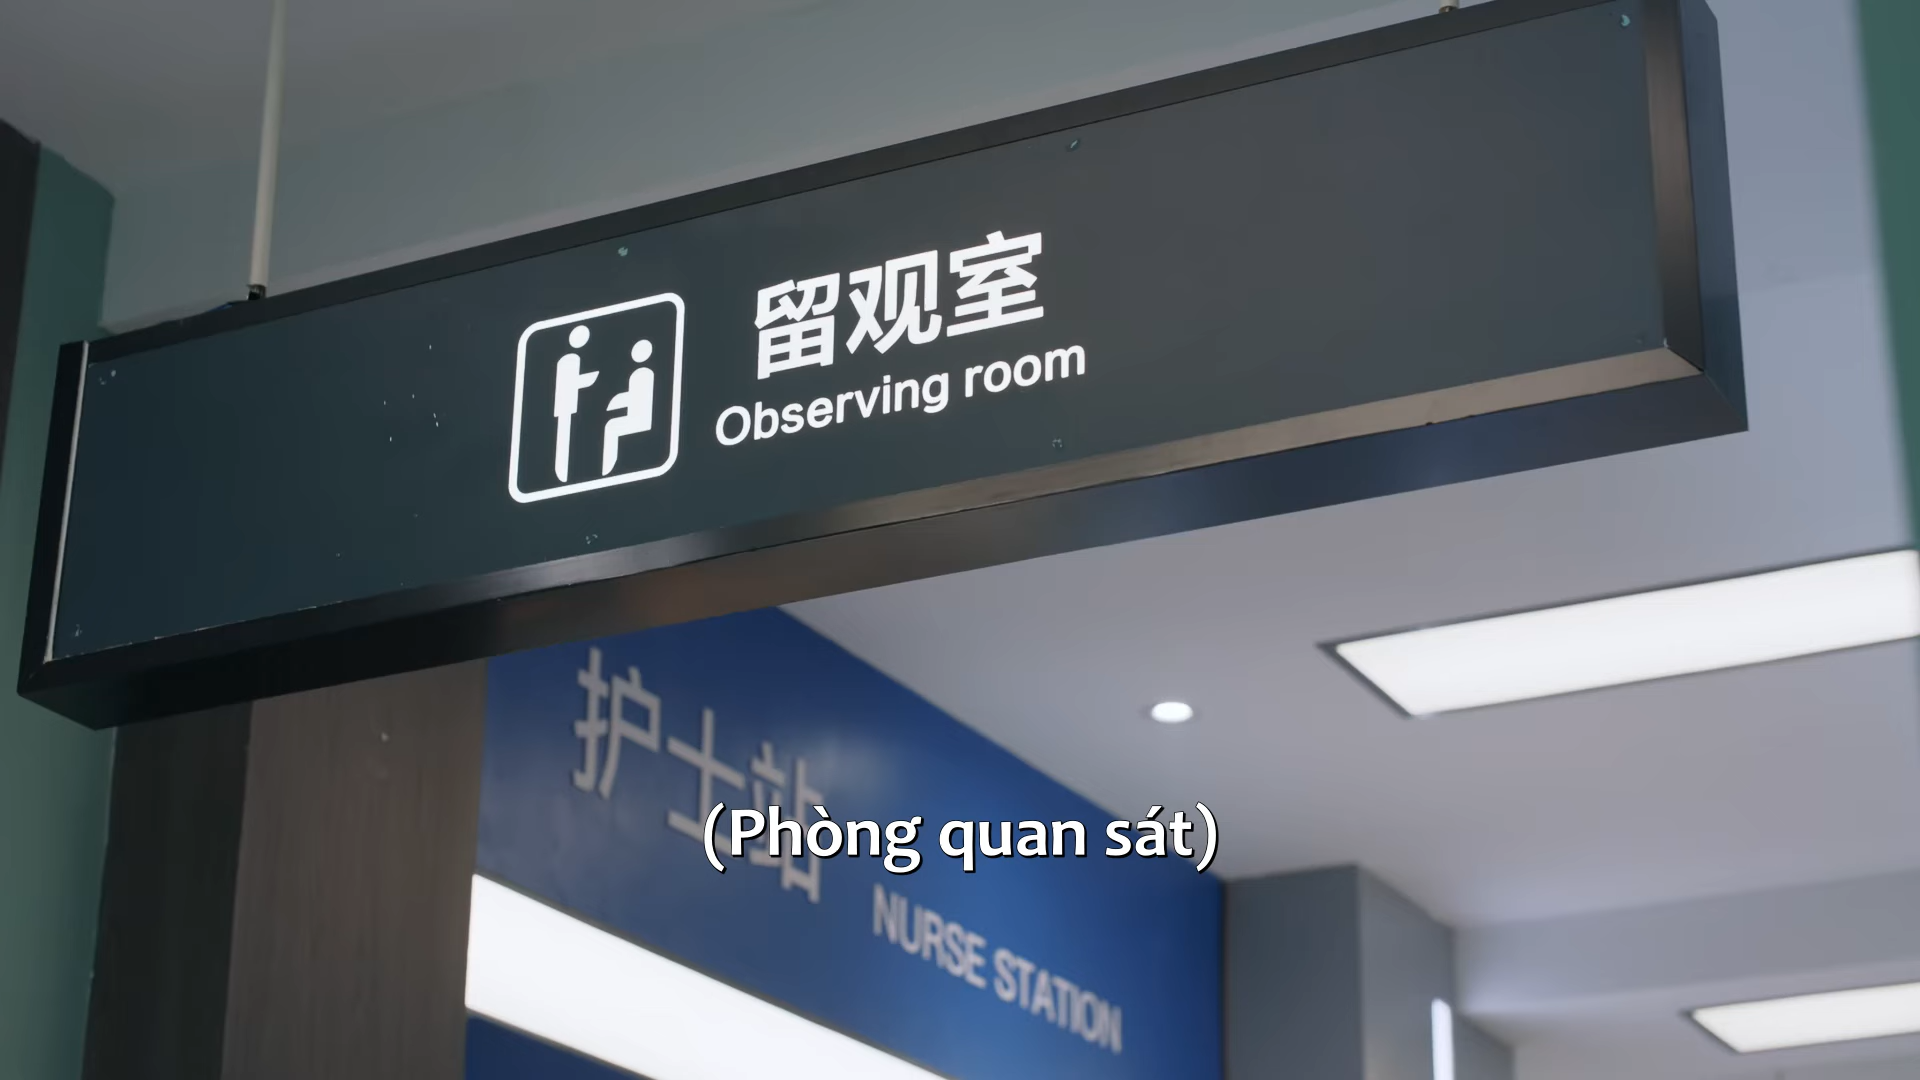 留观室
Observing room
护士站
NURSE STATION
(Phòng quan sát)